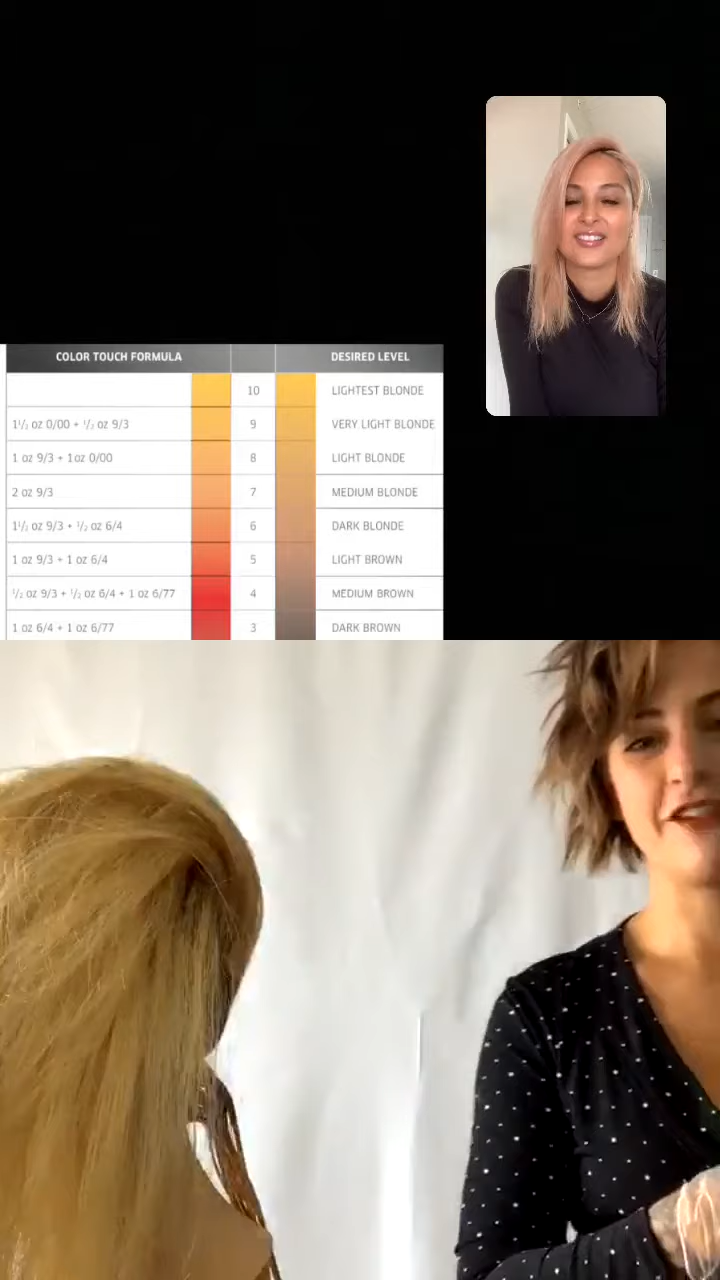 COLOR TOUCH FORMULA DESIRED LEVEL
10 LIGHTEST BLONDE
1 1/2 oz 0/00 + 1/2 oz 9/3 9 VERY LIGHT BLONDE
1 oz 9/3 + 1oz 0/00 8 LIGHT BLONDE
2 oz 9/3 7 MEDIUM BLONDE
1 1/2 oz 9/3 + 1/2 oz 6/4 6 DARK BLONDE
1 oz 9/3 + 1 oz 6/4 5 LIGHT BROWN
1/2 oz 9/3 + 1/2 oz 6/4 + 1 oz 6/77 4 MEDIUM BROWN
1 oz 6/4 + 1 oz 6/77 3 DARK BROWN